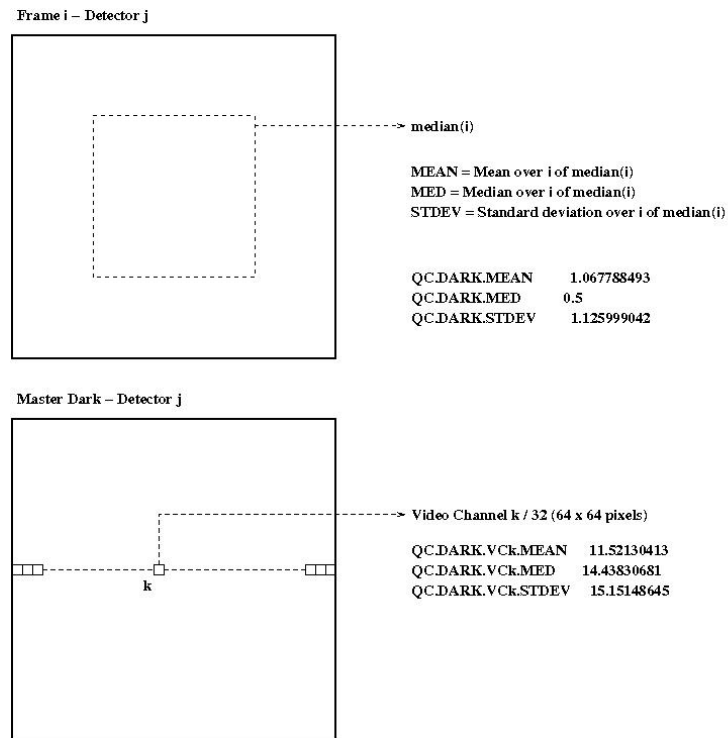 Frame i – Detector j
median(i)
MEAN = Mean over i of median(i)
MED = Median over i of median(i)
STDEV = Standard deviation over i of median(i)
QC.DARK.MEAN 1.067788493
QC.DARK.MED 0.5
QC.DARK.STDEV 1.125999042
Master Dark – Detector j
Video Channel k / 32 (64 x 64 pixels)
QC.DARK.VCk.MEAN 11.52130413
QC.DARK.VCk.MED 14.43830681
QC.DARK.VCk.STDEV 15.15148645
k